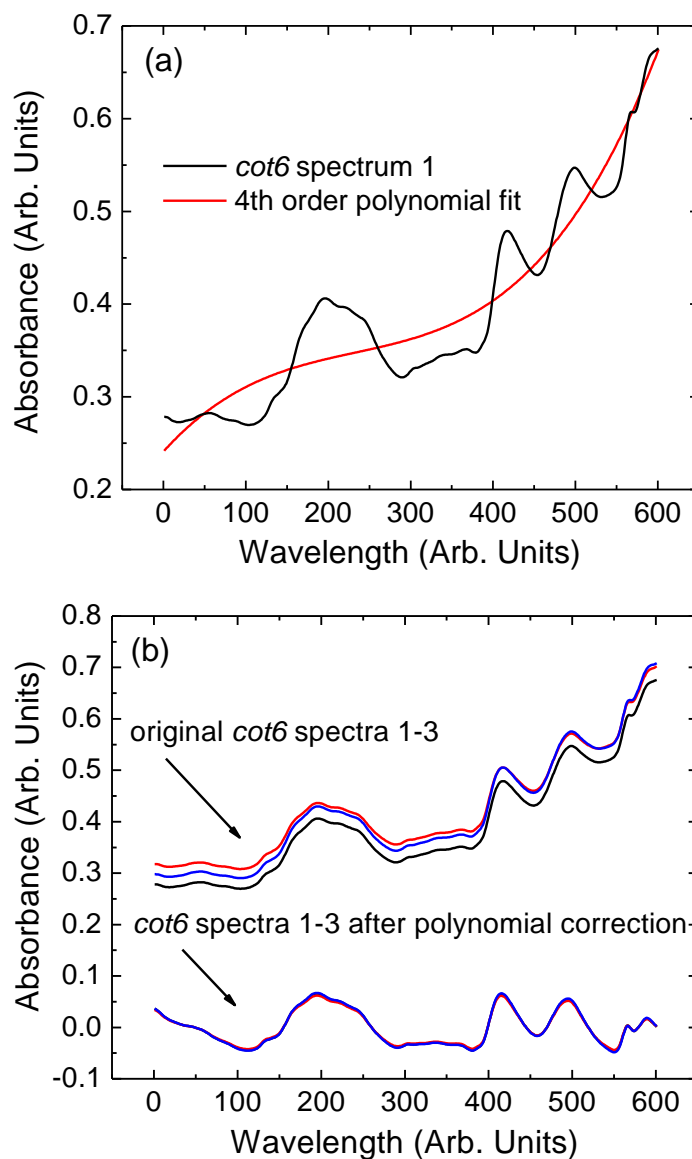 0.7
(a)
0.6
cot6 spectrum 1
4th order polynomial fit
0.5
0.4
0.3
0.2
Absorbance (Arb. Units)
0 100 200 300 400 500 600
Wavelength (Arb. Units)
0.8
(b)
0.7
original cot6 spectra 1-3
0.6
0.5
0.4
0.3
0.2
cot6 spectra 1-3 after polynomial correction
0.1
0.0
-0.1
Absorbance (Arb. Units)
0 100 200 300 400 500 600
Wavelength (Arb. Units)